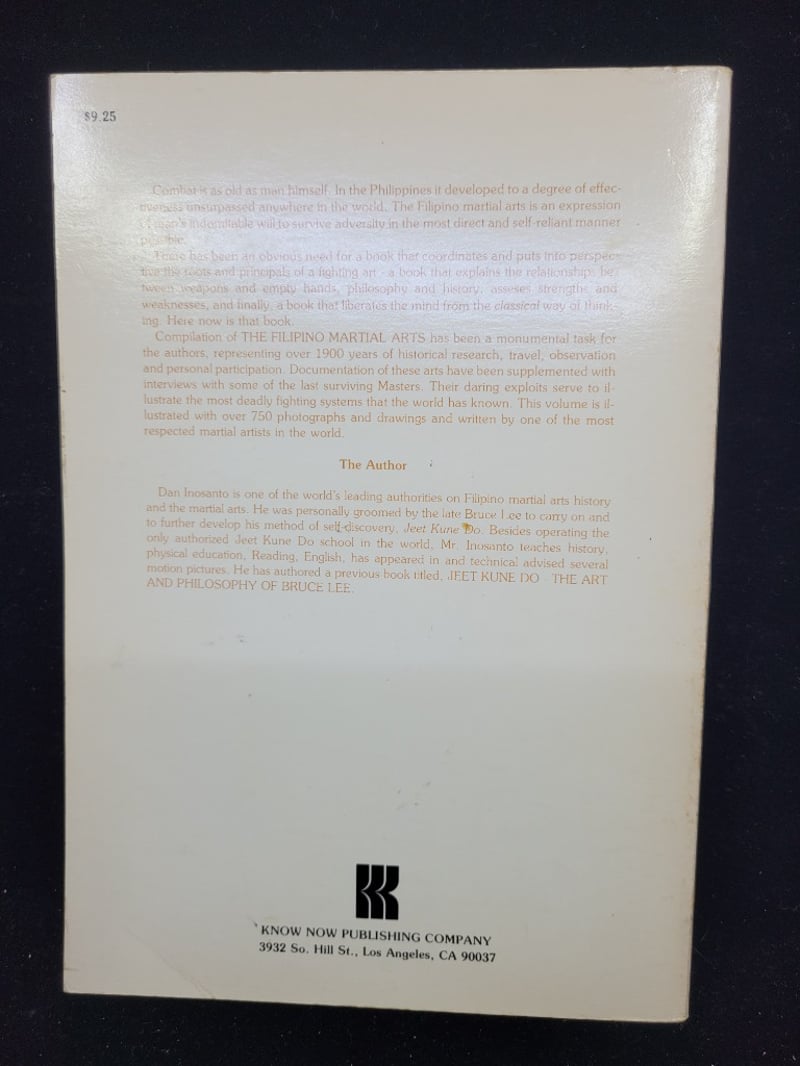 $9.25
Combat is as old as man himself. In the Philippines it developed to a degree of effec-
tiveness unsurpassed anywhere in the world. The Filipino martial arts is an expression
of man's indomitable will to survive adversity in the most direct and self-reliant manner
possible.
There has been an obvious need for a book that coordinates and puts into perspec-
tive the roots and principals of a fighting art - a book that explains the relationships be-
tween weapons and empty hands, philosophy and history, asseses strengths and
weaknesses, and finally, a book that liberates the mind from the classical way of think-
ing. Here now is that book.
Compilation of THE FILIPINO MARTIAL ARTS has been a monumental task for
the authors, representing over 1900 years of historical research, travel, observation
and personal participation. Documentation of these arts have been supplemented with
interviews with some of the last surviving Masters. Their daring exploits serve to il-
lustrate the most deadly fighting systems that the world has known. This volume is il-
lustrated with over 750 photographs and drawings and written by one of the most
respected martial artists in the world.
The Author
Dan Inosanto is one of the world's leading authorities on Filipino martial arts history
and the martial arts. He was personally groomed by the late Bruce Lee to carry on and
to further develop his method of self-discovery, Jeet Kune Do. Besides operating the
only authorized Jeet Kune Do school in the world, Mr. Inosanto teaches history,
physical education, Reading, English, has appeared in and technical advised several
motion pictures. He has authored a previous book titled, JEET KUNE DO - THE ART
AND PHILOSOPHY OF BRUCE LEE.
KNOW NOW PUBLISHING COMPANY
3932 So. Hill St., Los Angeles, CA 90037